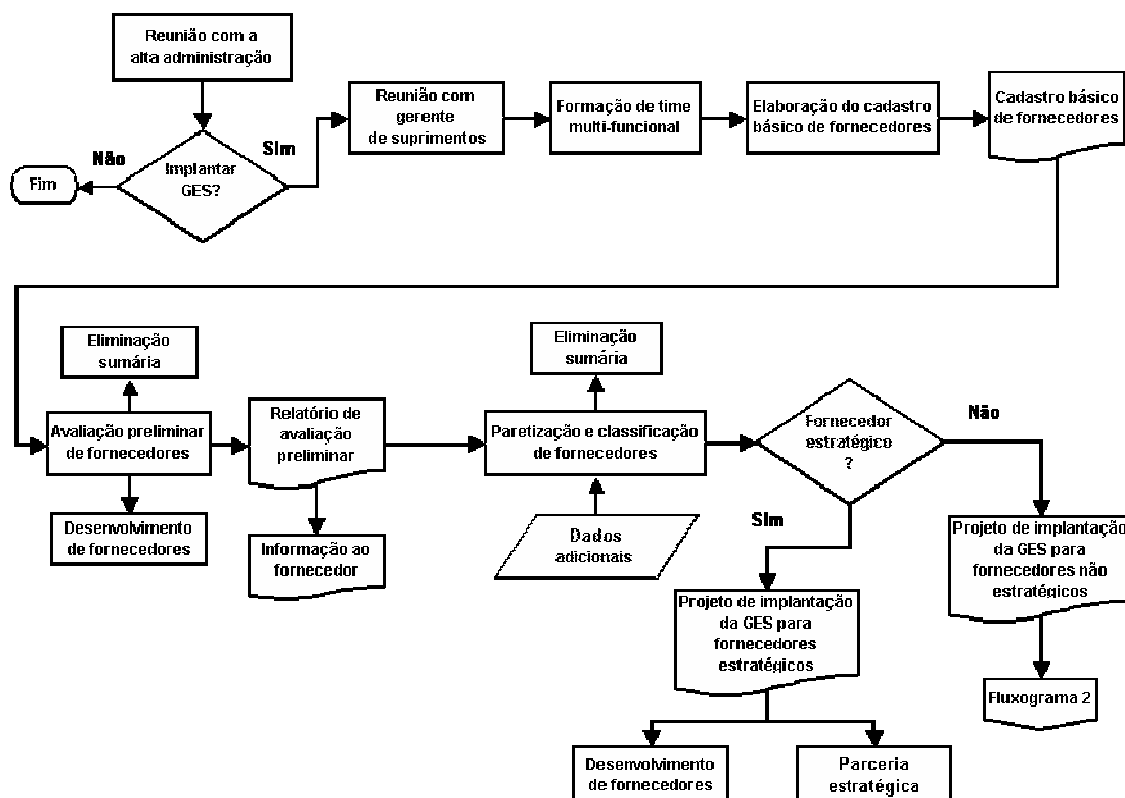 Reunião com a
alta administração
Não
Sim
Implantar
GES?
Fim
Reunião com
gerente
de suprimentos
Formação de time
multi-funcional
Elaboração do cadastro
básico de fornecedores
Cadastro básico
de fornecedores
Eliminação
sumária
Avaliação preliminar
de fornecedores
Desenvolvimento
de fornecedores
Relatório de
avaliação
preliminar
Informação ao
fornecedor
Eliminação
sumária
Paretização e classificação
de fornecedores
Dados
adicionais
Fornecedor
estratégico
?
Não
Sim
Projeto de implantação
da GES para
fornecedores
estratégicos
Projeto de implantação
da GES para
fornecedores não
estratégicos
Fluxograma 2
Desenvolvimento
de fornecedores
Parceria
estratégica